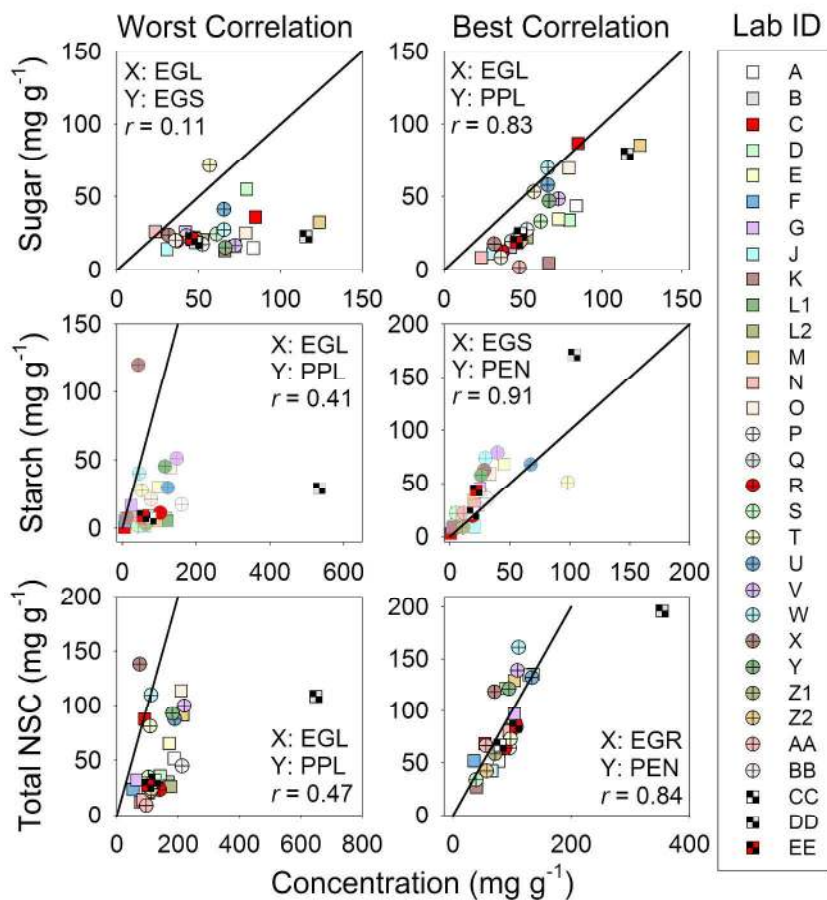 Worst Correlation
Best Correlation
Lab ID
Sugar (mg g⁻¹)
150
100
50
0
X: EGL
Y: EGS
r = 0.11
0 50 100 150
150
100
50
0
X: EGL
Y: PPL
r = 0.83
0 50 100 150
Starch (mg g⁻¹)
150
100
50
0
X: EGL
Y: PPL
r = 0.41
0 200 400 600
200
150
100
50
0
X: EGS
Y: PEN
r = 0.91
0 50 100 150 200
Total NSC (mg g⁻¹)
200
150
100
50
0
X: EGL
Y: PPL
r = 0.47
0 200 400 600 800
200
150
100
50
0
X: EGR
Y: PEN
r = 0.84
0 200 400
Concentration (mg g⁻¹)
A
B
C
D
E
F
G
J
K
L1
L2
M
N
O
P
Q
R
S
T
U
V
W
X
Y
Z1
Z2
AA
BB
CC
DD
EE